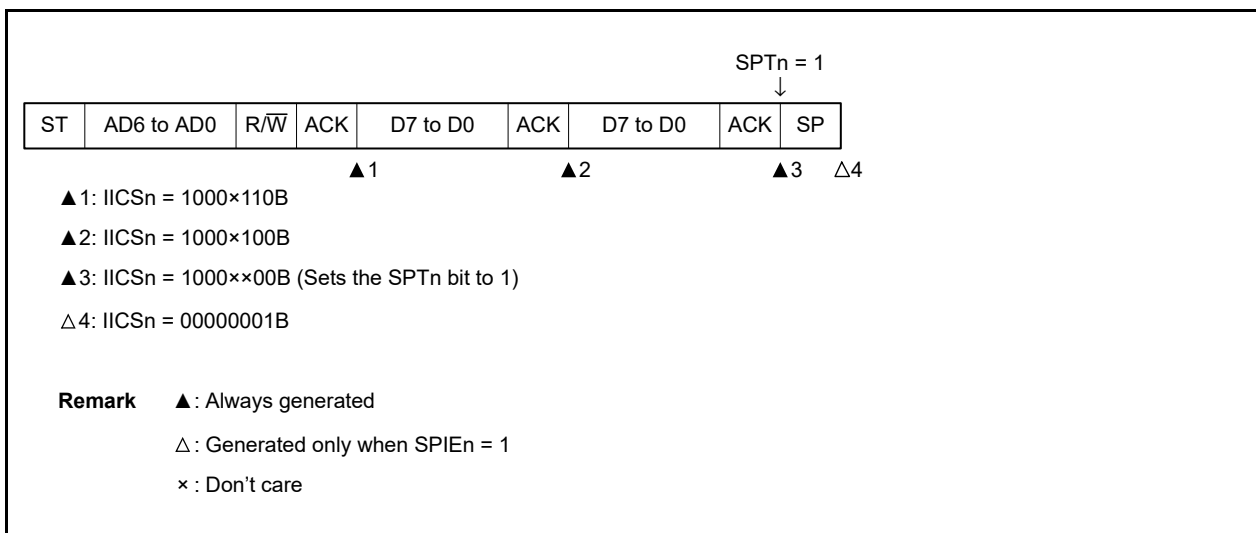 SPTn = 1
↓
ST AD6 to AD0 R/W̅ ACK D7 to D0 ACK D7 to D0 ACK SP
▲1 ▲2 ▲3 △4
▲1: IICSn = 1000×110B
▲2: IICSn = 1000×100B
▲3: IICSn = 1000××00B (Sets the SPTn bit to 1)
△4: IICSn = 00000001B
Remark ▲: Always generated
△: Generated only when SPIEn = 1
× : Don't care